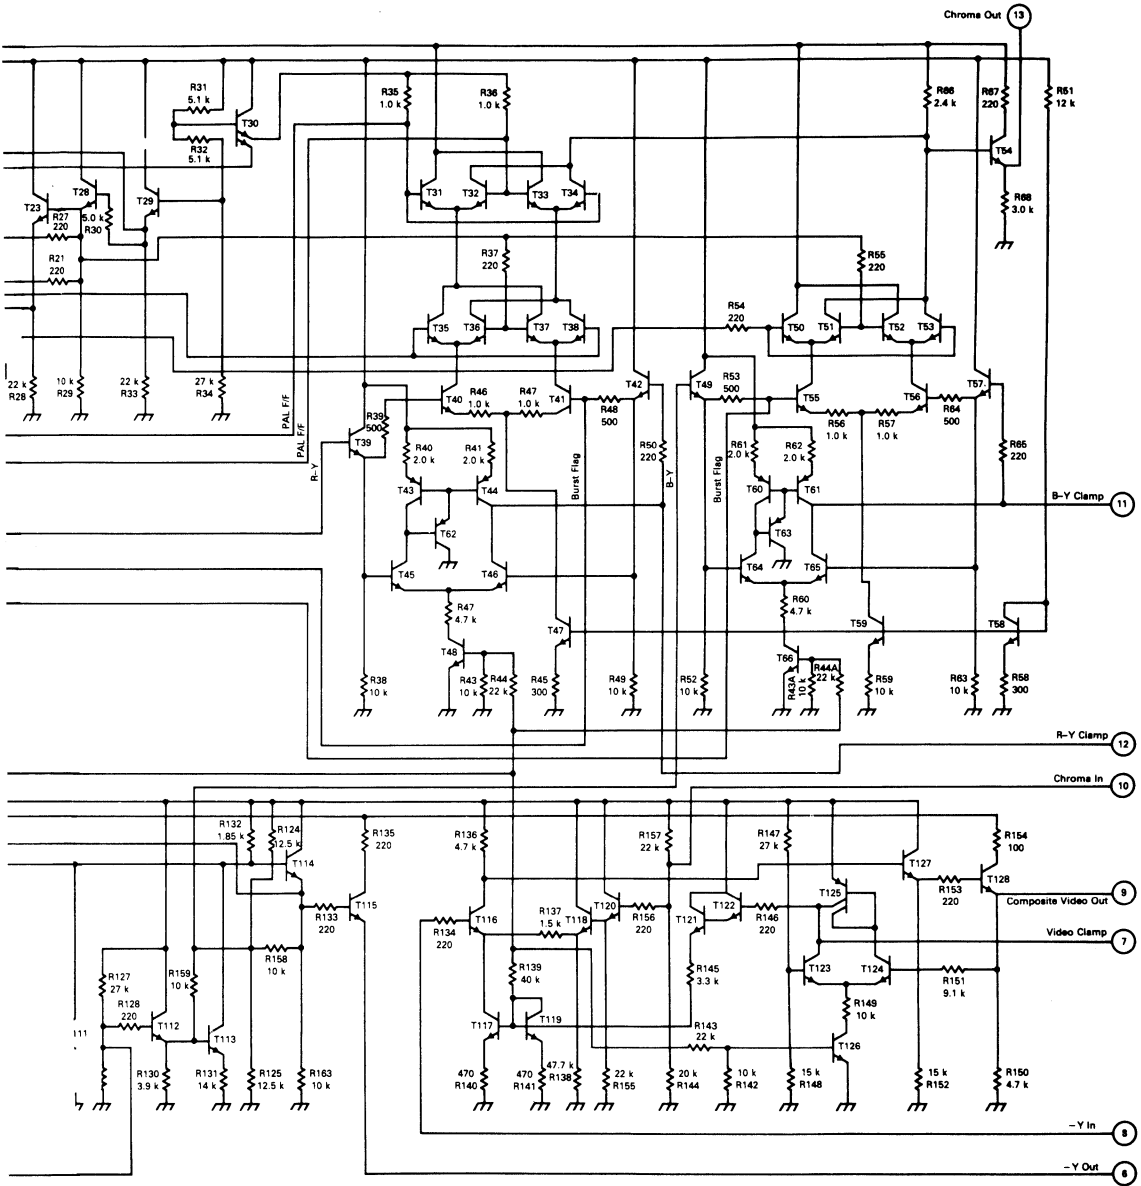 Chroma Out 13
R31
5.1 k
R35
1.0 k
R36
1.0 k
R66
2.4 k
R67
220
R51
12 k
T30
R32
5.1 k
T54
T23
R27
220
T28
5.0 k
R30
T29
T31
T32
T33
T34
R68
3.0 k
R21
220
R37
220
R55
220
T35
T36
T37
T38
R54
220
T50
T51
T52
T53
22 k
R28
10 k
R29
22 k
R33
27 k
R34
PAL F/F
PAL F/F
R-Y
R39
500
T39
T40
R46
1.0 k
R47
1.0 k
T41
R48
500
T42
T49
R53
500
T55
T56
R64
500
T57
R56
1.0 k
R57
1.0 k
R40
2.0 k
R41
2.0 k
Burst Flag
R50
220
B-Y
Burst Flag
R61
2.0 k
R62
2.0 k
R65
220
T43
T44
T60
T61
B-Y Clamp 11
T62
T63
T45
T46
T64
T65
R47
4.7 k
R60
4.7 k
T47
T59
T58
T48
T66
R38
10 k
R43
10 k
R44
22 k
R45
300
R49
10 k
R52
10 k
R43A
10 k
R44A
22 k
R59
10 k
R63
10 k
R58
300
R-Y Clamp 12
Chroma In 10
R132
1.85 k
R124
12.5 k
R135
220
R136
4.7 k
R157
22 k
R147
27 k
R154
100
T114
T127
T128
R153
220
9
Composite Video Out
T115
R133
220
R134
220
T116
R137
1.5 k
T118
T120
R156
220
T121
T122
R146
220
T125
Video Clamp 7
R158
10 k
R127
27 k
R159
10 k
R139
40 k
R145
3.3 k
T123
T124
R151
9.1 k
R128
220
R149
10 k
111
T112
T113
T117
T119
R143
22 k
T126
R130
3.9 k
R131
14 k
R125
12.5 k
R163
10 k
470
R140
470
R141
47.7 k
R138
22 k
R155
20 k
R144
10 k
R142
15 k
R148
15 k
R152
R150
4.7 k
-Y In 8
-Y Out 6